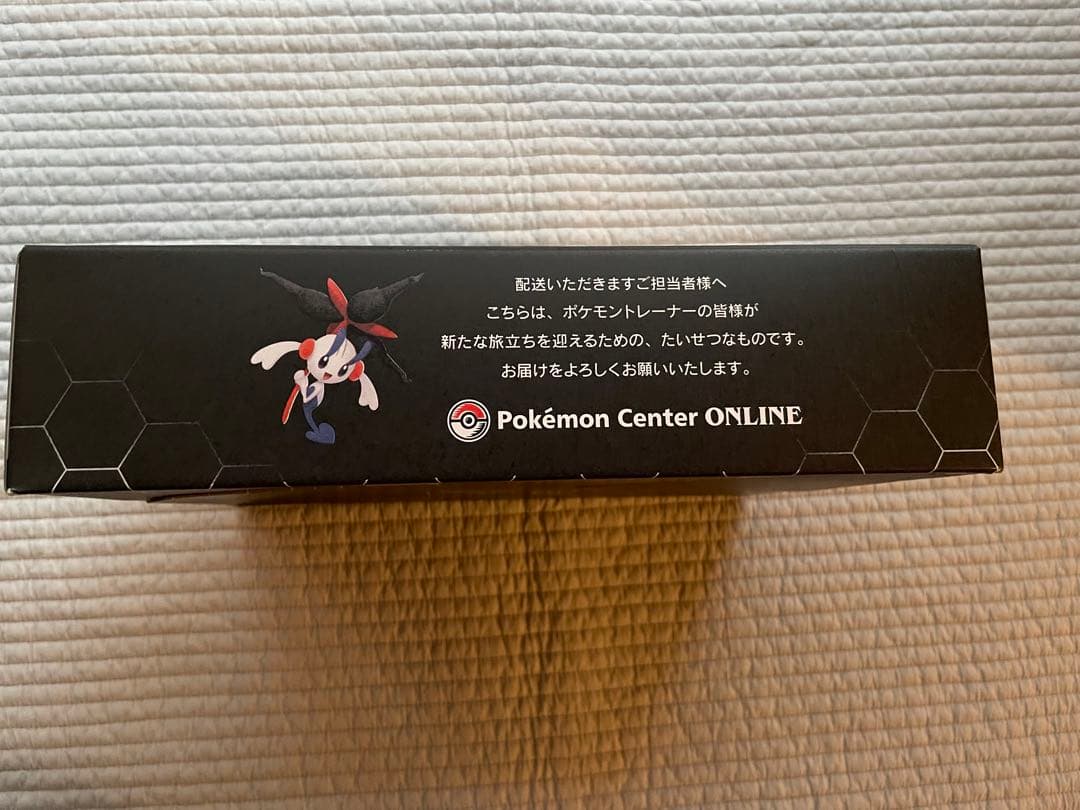 配送いただきますご担当者様へ
こちらは、ポケモントレーナーの皆様が
新たな旅立ちを迎えるための、たいせつなものです。
お届けをよろしくお願いいたします。
Pokémon Center ONLINE